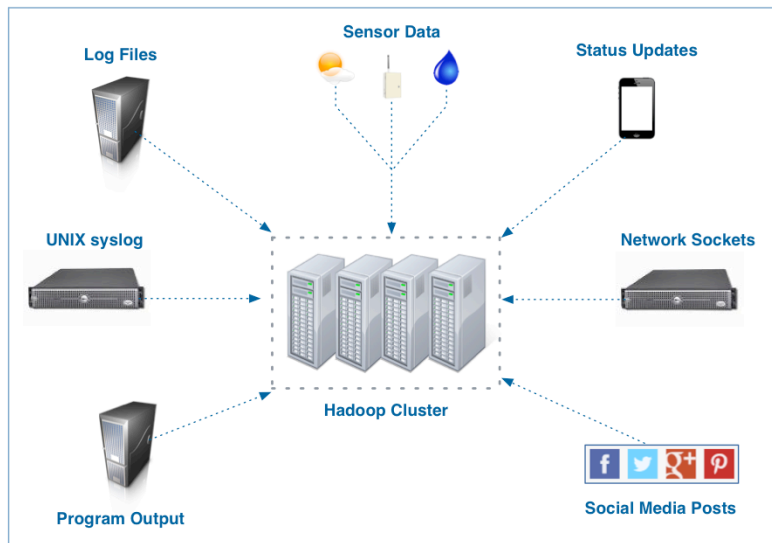 Sensor Data
Log Files
Status Updates
UNIX syslog
Network Sockets
Hadoop Cluster
Program Output
f g+ p
Social Media Posts